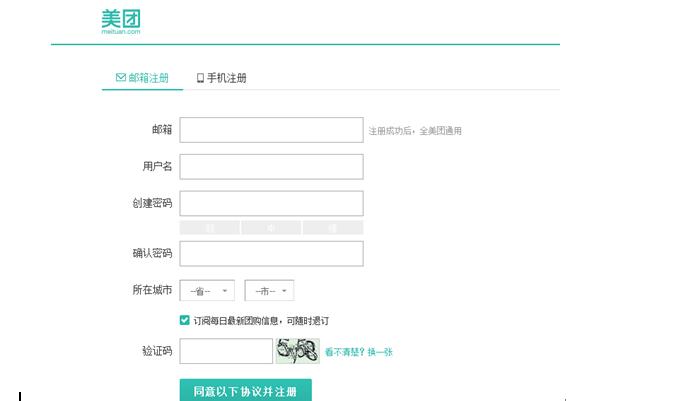 美团
meituan.com
邮箱注册 手机注册
邮箱 注册成功后，全美团通用
用户名
创建密码
弱 中 强
确认密码
所在城市 --省-- --市--
订阅每日最新团购信息，可随时退订
验证码 看不清楚？换一张
同意以下协议并注册